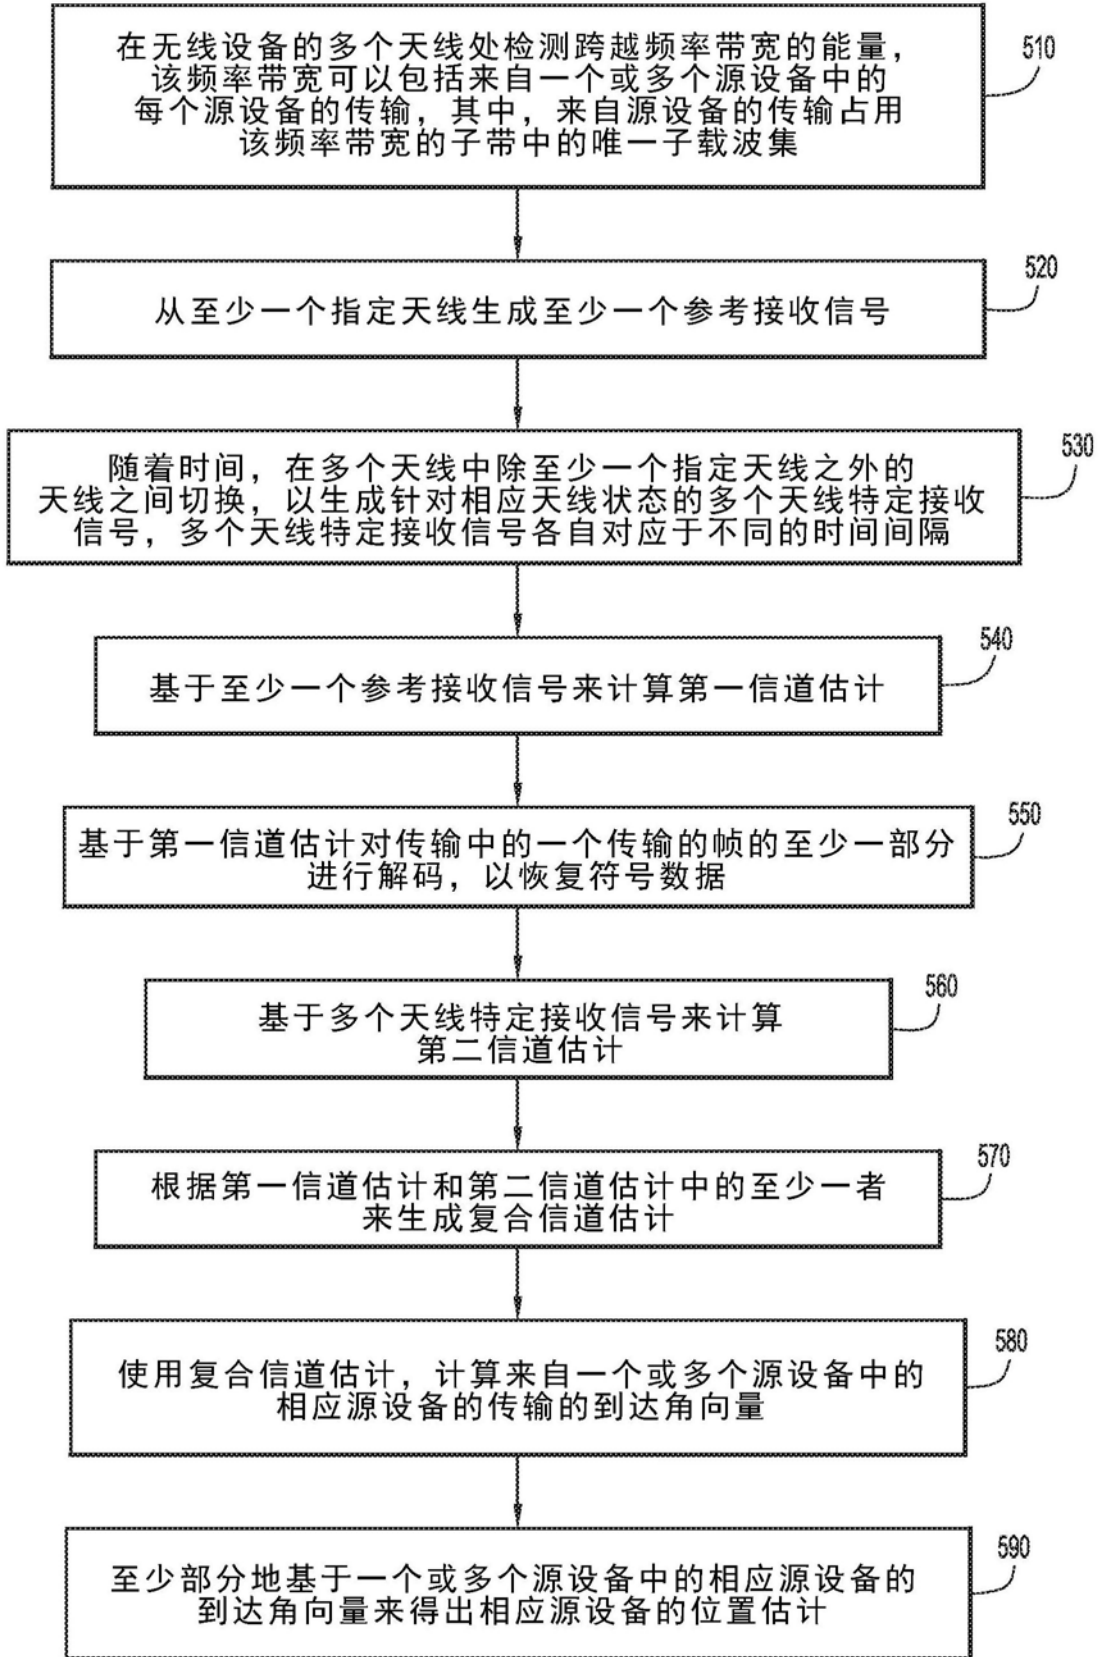 在无线设备的多个天线处检测跨越频率带宽的能量，
该频率带宽可以包括来自一个或多个源设备中的
每个源设备的传输，其中，来自源设备的传输占用
该频率带宽的子带中的唯一子载波集
510
从至少一个指定天线生成至少一个参考接收信号
520
随着时间，在多个天线中除至少一个指定天线之外的
天线之间切换，以生成针对相应天线状态的多个天线特定接收
信号，多个天线特定接收信号各自对应于不同的时间间隔
530
基于至少一个参考接收信号来计算第一信道估计
540
基于第一信道估计对传输中的一个传输的帧的至少一部分
进行解码，以恢复符号数据
550
基于多个天线特定接收信号来计算
第二信道估计
560
根据第一信道估计和第二信道估计中的至少一者
来生成复合信道估计
570
使用复合信道估计，计算来自一个或多个源设备中的
相应源设备的传输的到达角向量
580
至少部分地基于一个或多个源设备中的相应源设备的
到达角向量来得出相应源设备的位置估计
590